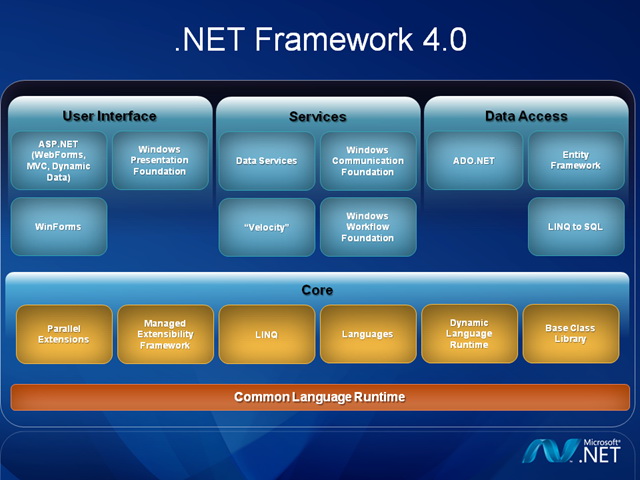 .NET Framework 4.0
User Interface
ASP.NET
(WebForms,
MVC, Dynamic
Data)
Windows
Presentation
Foundation
WinForms
Services
Data Services
Windows
Communication
Foundation
"Velocity"
Windows
Workflow
Foundation
Data Access
ADO.NET
Entity
Framework
LINQ to SQL
Core
Parallel
Extensions
Managed
Extensibility
Framework
LINQ
Languages
Dynamic
Language
Runtime
Base Class
Library
Common Language Runtime
Microsoft®
.NET